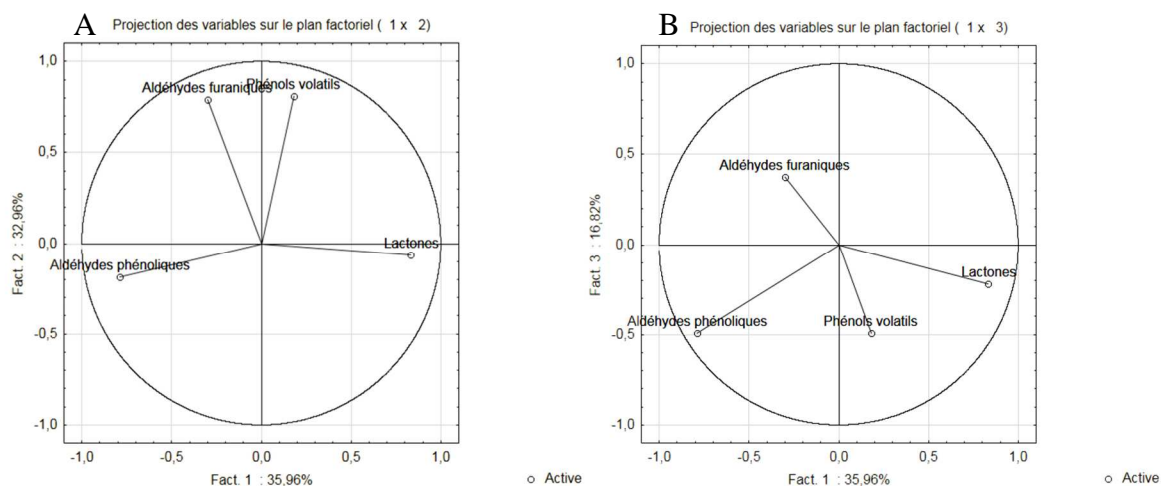 A
Projection des variables sur le plan factoriel ( 1 x 2)
1,0
0,5
0,0
-0,5
-1,0
Fact. 2 : 32,96%
Aldéhydes furaniques
Phénols volatils
Lactones
Aldéhydes phénoliques
-1,0 -0,5 0,0 0,5 1,0
Fact. 1 : 35,96%
Active
B
Projection des variables sur le plan factoriel ( 1 x 3)
1,0
0,5
0,0
-0,5
-1,0
Fact. 3 : 16,82%
Aldéhydes furaniques
Lactones
Aldéhydes phénoliques
Phénols volatils
-1,0 -0,5 0,0 0,5 1,0
Fact. 1 : 35,96%
Active